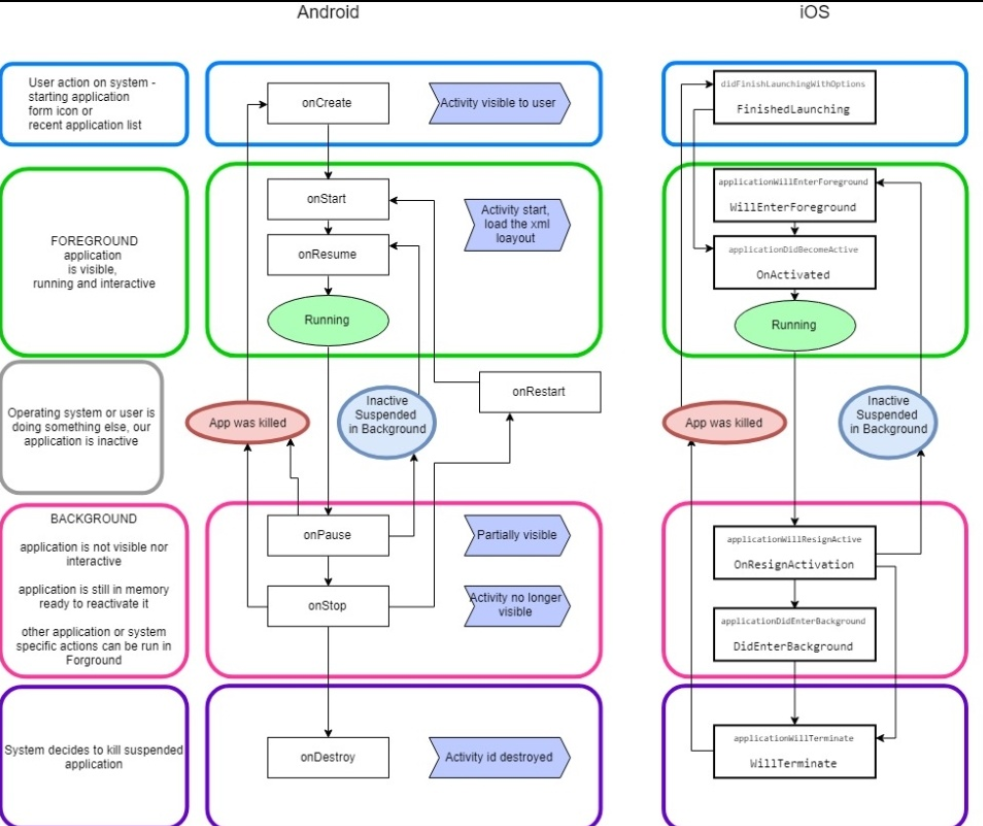 Android
iOS
User action on system -
starting application
form icon or
recent application list
onCreate
Activity visible to user
didFinishLaunchingWithOptions
FinishedLaunching
FOREGROUND
application
is visible,
running and interactive
onStart
Activity start,
load the xml
loayout
onResume
Running
applicationWillEnterForeground
WillEnterForeground
applicationDidBecomeActive
OnActivated
Running
Operating system or user is
doing something else, our
application is inactive
App was killed
Inactive
Suspended
in Background
onRestart
App was killed
Inactive
Suspended
in Background
BACKGROUND
application is not visible nor
interactive
application is still in memory
ready to reactivate it
other application or system
specific actions can be run in
Forground
onPause
Partially visible
onStop
Activity no longer
visible
applicationWillResignActive
OnResignActivation
applicationDidEnterBackground
DidEnterBackground
System decides to kill suspended
application
onDestroy
Activity id destroyed
applicationWillTerminate
WillTerminate